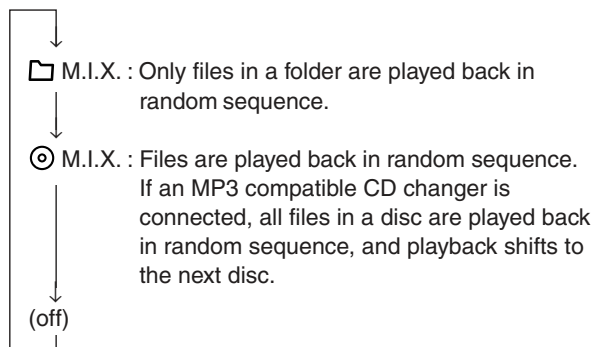 M.I.X. : Only files in a folder are played back in
random sequence.
M.I.X. : Files are played back in random sequence.
If an MP3 compatible CD changer is
connected, all files in a disc are played back
in random sequence, and playback shifts to
the next disc.
(off)